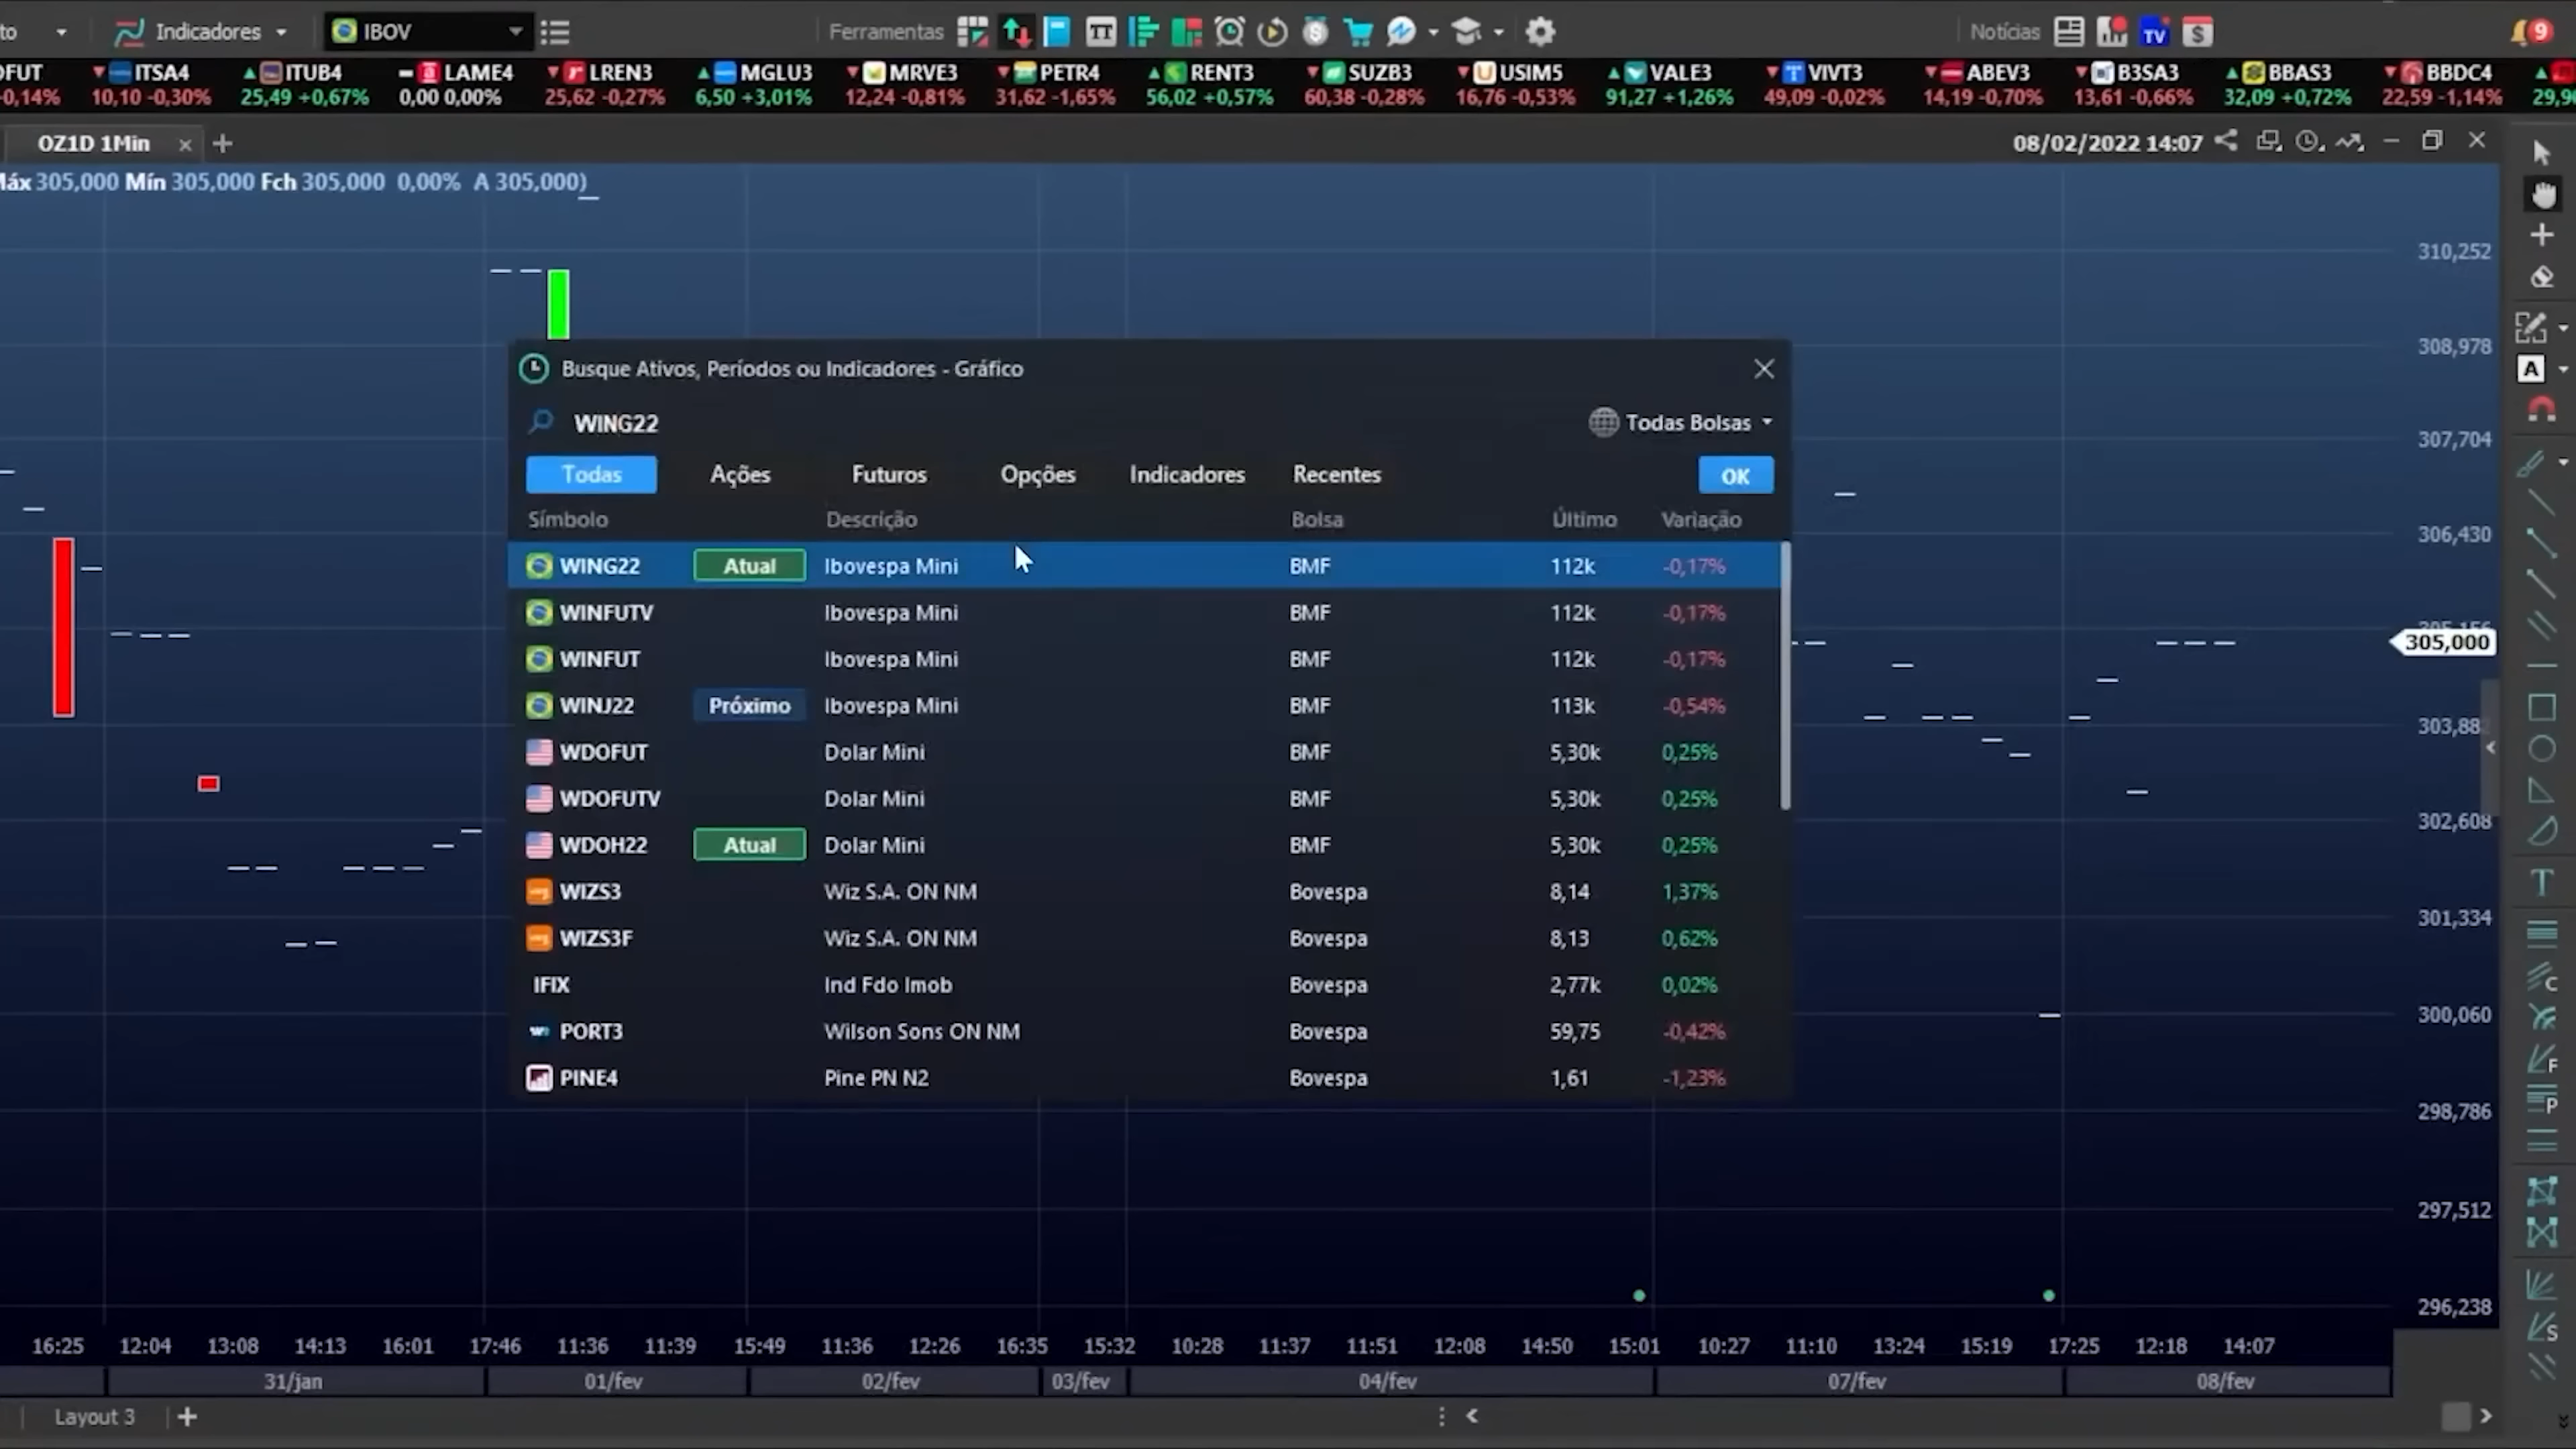 to Indicadores IBOV Ferramentas Notícias TV $ 9
OFUT ITSA4 ITUB4 LAME4 LREN3 MGLU3 MRVE3 PETR4 RENT3 SUZB3 USIM5 VALE3 VIVT3 ABEV3 B3SA3 BBAS3 BBDC4
-0,14% 10,10 -0,30% 25,49 +0,67% 0,00 0,00% 25,62 -0,27% 6,50 +3,01% 12,24 -0,81% 31,62 -1,65% 56,02 +0,57% 60,38 -0,28% 16,76 -0,53% 91,27 +1,26% 49,09 -0,02% 14,19 -0,70% 13,61 -0,66% 32,09 +0,72% 22,59 -1,14%
OZ1D 1Min 08/02/2022 14:07
Máx 305,000 Mín 305,000 Fch 305,000 0,00% A 305,000)
310,252
308,978
307,704
306,430
305,156
305,000
303,882
302,608
301,334
300,060
298,786
297,512
296,238
Busque Ativos, Períodos ou Indicadores - Gráfico
WING22 Todas Bolsas
Todas Ações Futuros Opções Indicadores Recentes OK
Símbolo Descrição Bolsa Último Variação
WING22 Atual Ibovespa Mini BMF 112k -0,17%
WINFUTV Ibovespa Mini BMF 112k -0,17%
WINFUT Ibovespa Mini BMF 112k -0,17%
WINJ22 Próximo Ibovespa Mini BMF 113k -0,54%
WDOFUT Dolar Mini BMF 5,30k 0,25%
WDOFUTV Dolar Mini BMF 5,30k 0,25%
WDOH22 Atual Dolar Mini BMF 5,30k 0,25%
WIZS3 Wiz S.A. ON NM Bovespa 8,14 1,37%
WIZS3F Wiz S.A. ON NM Bovespa 8,13 0,62%
IFIX Ind Fdo Imob Bovespa 2,77k 0,02%
PORT3 Wilson Sons ON NM Bovespa 59,75 -0,42%
PINE4 Pine PN N2 Bovespa 1,61 -1,23%
16:25 12:04 13:08 14:13 16:01 17:46 11:36 11:39 15:49 11:36 12:26 16:35 15:32 10:28 11:37 11:51 12:08 14:50 15:01 10:27 11:10 13:24 15:19 17:25 12:18 14:07
31/jan 01/fev 02/fev 03/fev 04/fev 07/fev 08/fev
Layout 3
A
T
C
F
P
S